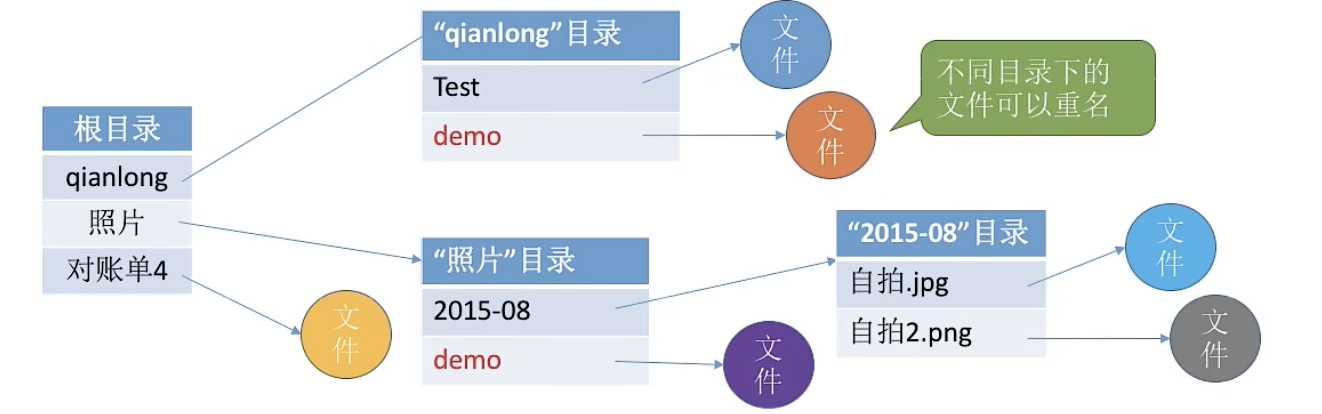 根目录
qianlong
照片
对账单4
文
件
“qianlong”目录
Test
demo
文
件
文
件
不同目录下的
文件可以重名
“照片”目录
2015-08
demo
文
件
“2015-08”目录
自拍.jpg
自拍2.png
文
件
文
件